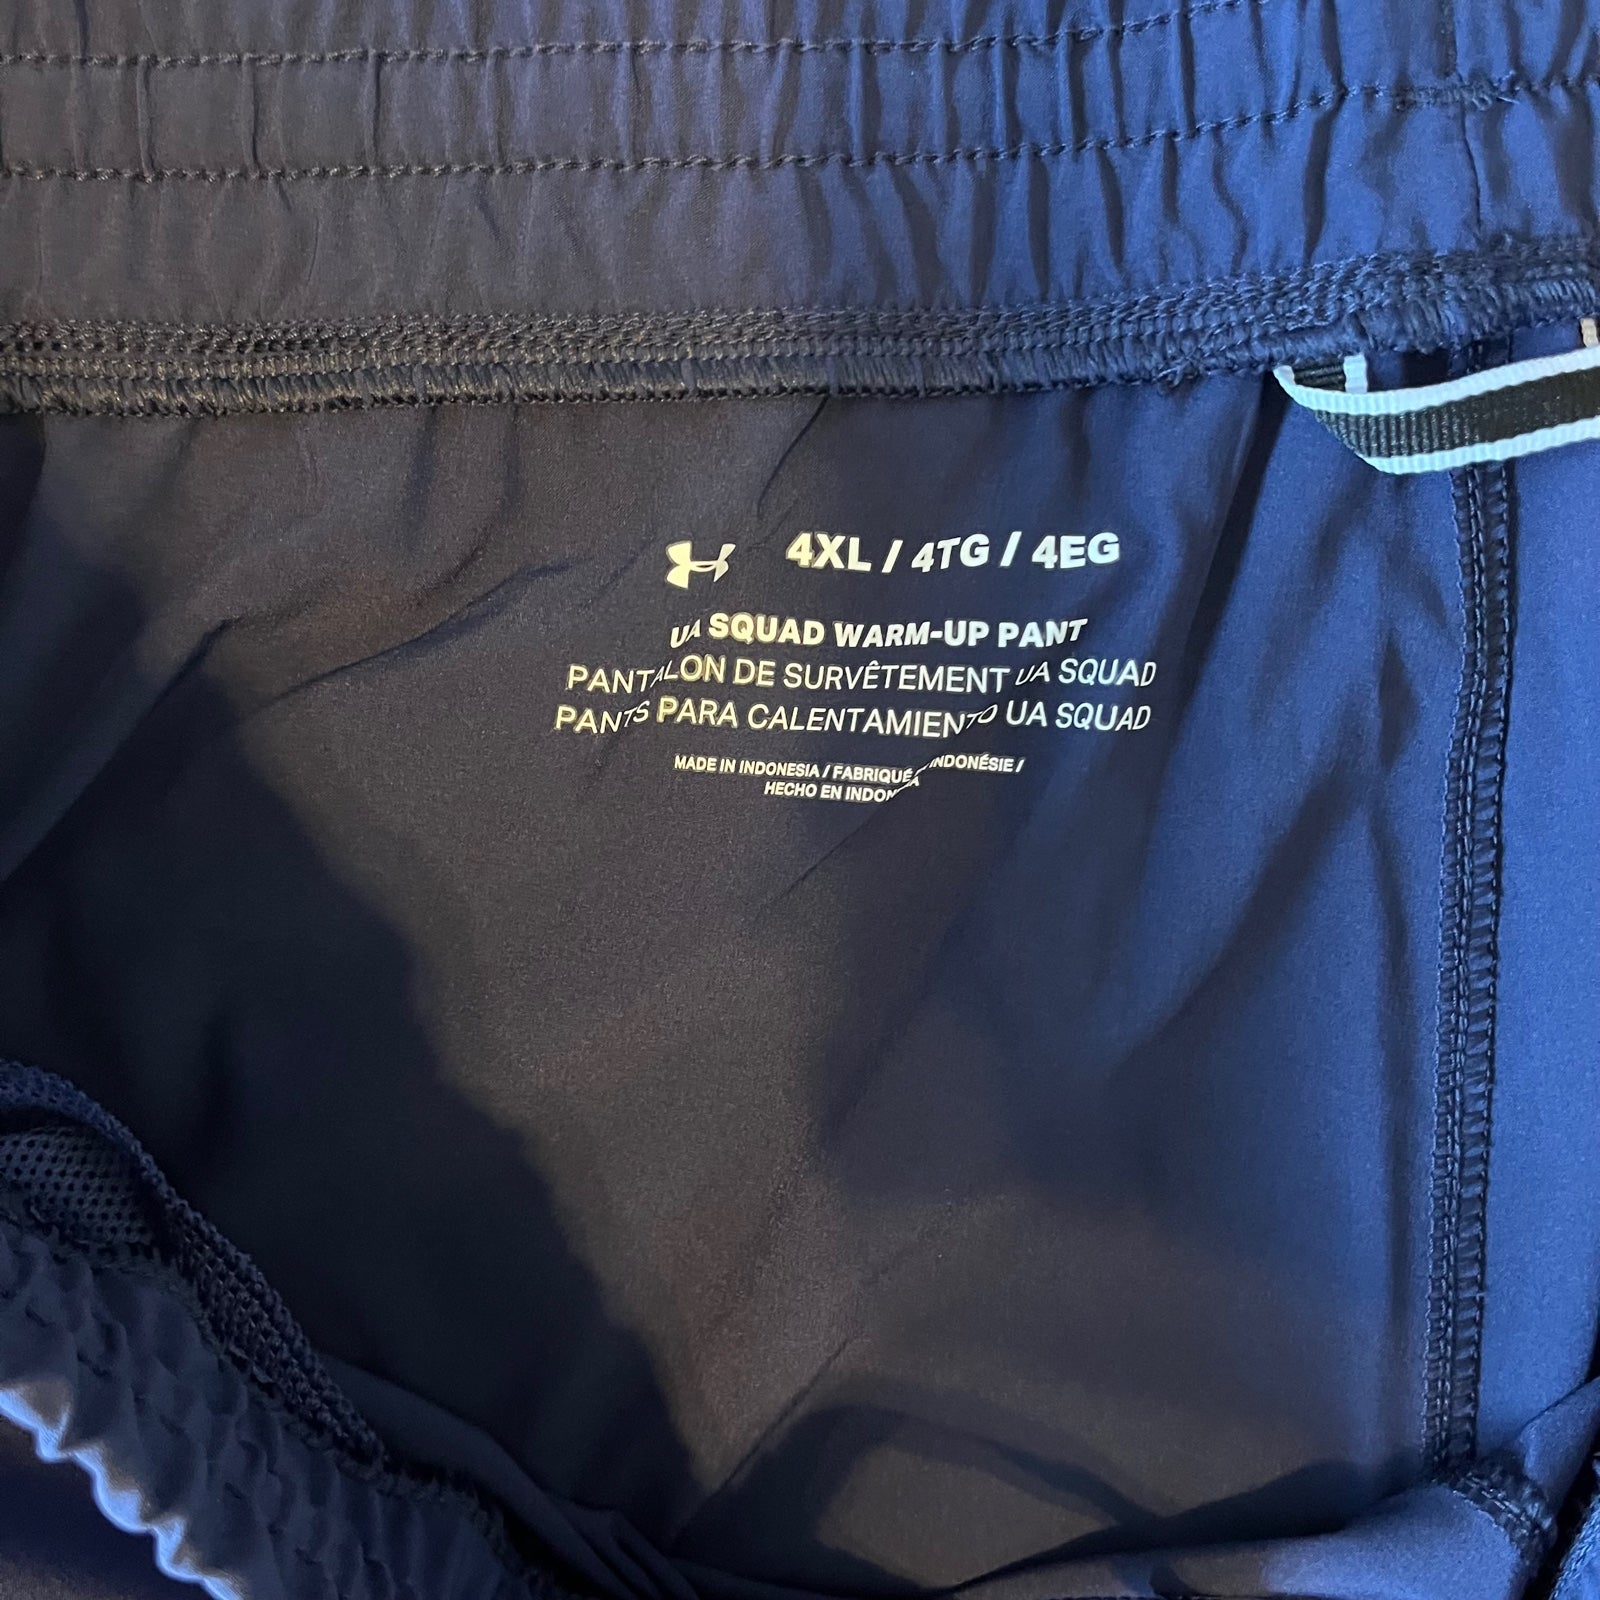 4XL / 4TG / 4EG
UA SQUAD WARM-UP PANT
PANTALON DE SURVÊTEMENT UA SQUAD
PANTS PARA CALENTAMIENTO UA SQUAD
MADE IN INDONESIA / FABRIQUÉ INDONÉSIE /
HECHO EN